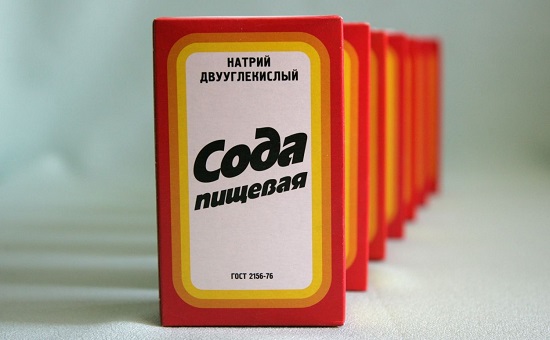 НАТРИЙ
ДВУУГЛЕКИСЛЫЙ
Сода
пищевая
ГОСТ 2156-76